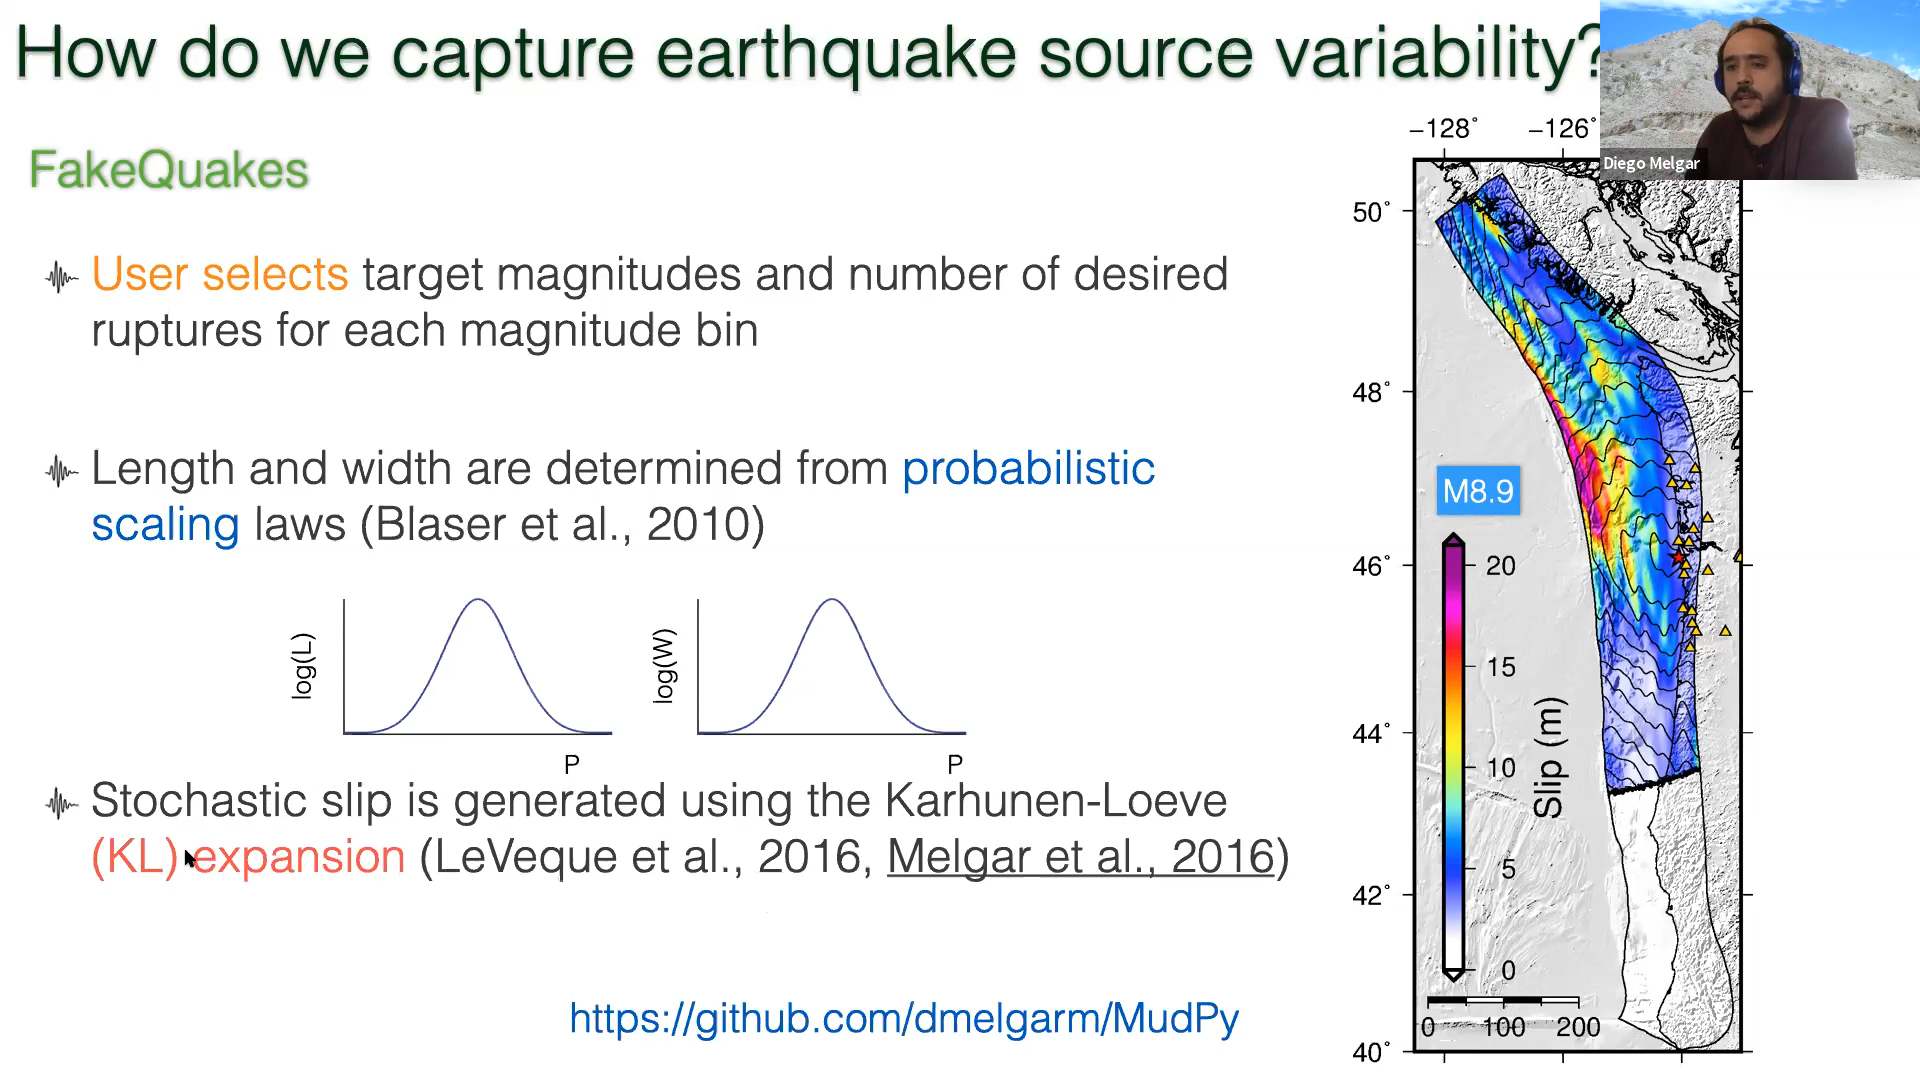 How do we capture earthquake source variability?
FakeQuakes
User selects target magnitudes and number of desired
ruptures for each magnitude bin
Length and width are determined from probabilistic
scaling laws (Blaser et al., 2010)
log(L)
P
log(W)
P
Stochastic slip is generated using the Karhunen-Loeve
(KL) expansion (LeVeque et al., 2016, Melgar et al., 2016)
https://github.com/dmelgarm/MudPy
−128°
−126°
Diego Melgar
50°
48°
M8.9
46°
44°
42°
40°
20
15
10
5
0
Slip (m)
0 100 200